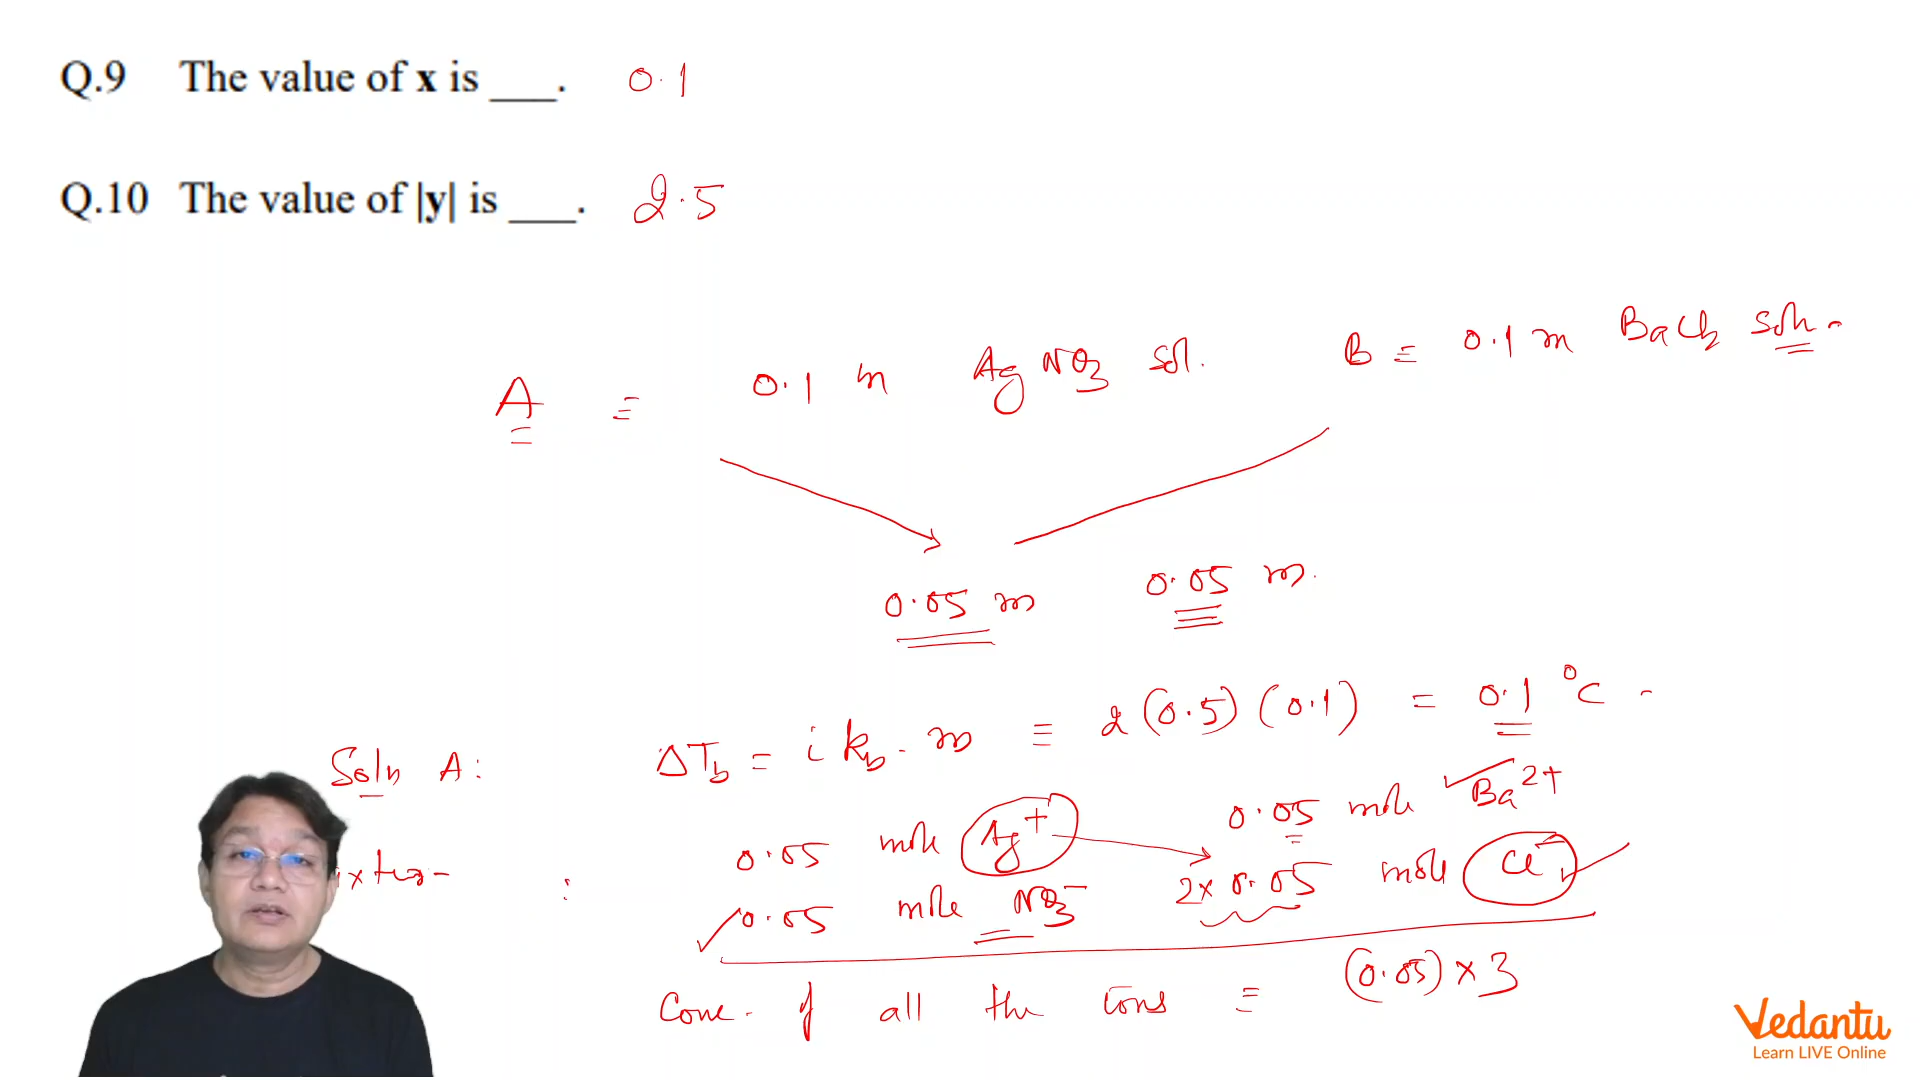 Q.9 The value of x is ___. 0.1
Q.10 The value of |y| is ___. 2.5
A ≡ 0.1 m AgNO3 sol. B ≡ 0.1 m BaCl2 soln.
0.05 m 0.05 m.
Soln A: ΔTb = i kb. m ≡ 2(0.5)(0.1) = 0.1 °C
: 0.05 mole Ag+ 0.05 mole Ba2+
0.05 mole NO3- 2x 0.05 mole Cl-
Conc. of all the ions ≡ (0.05) x 3
Vedantu
Learn LIVE Online